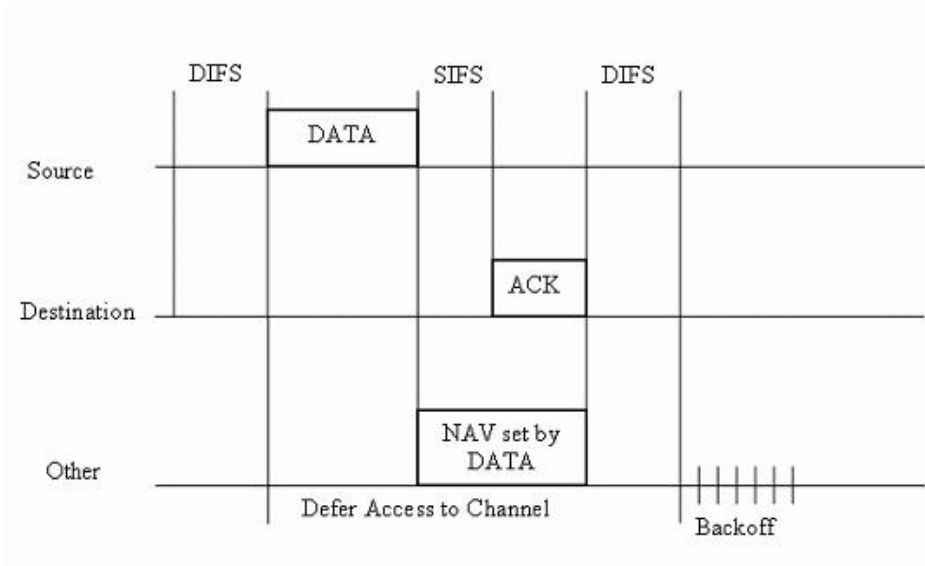 DIFS
SIFS
DIFS
DATA
Source
ACK
Destination
NAV set by
DATA
Other
Defer Access to Channel
Backoff